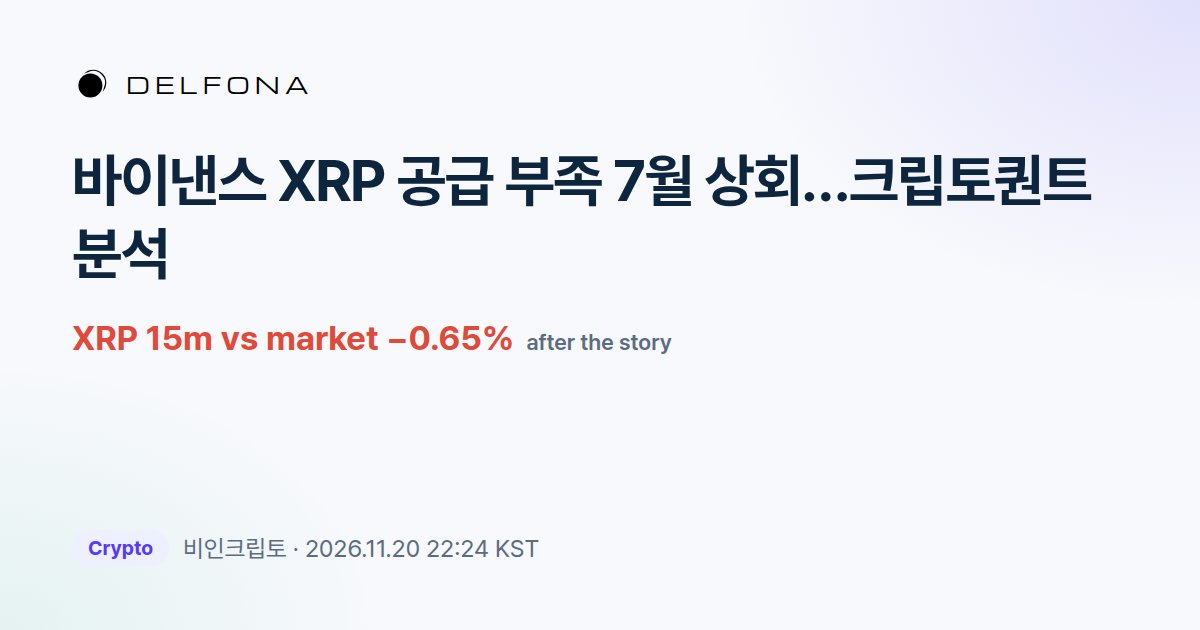 DELFONA
바이낸스 XRP 공급 부족 7월 상회...크립토퀀트
분석
XRP 15m vs market −0.65% after the story
Crypto 비인크립토 · 2026.11.20 22:24 KST